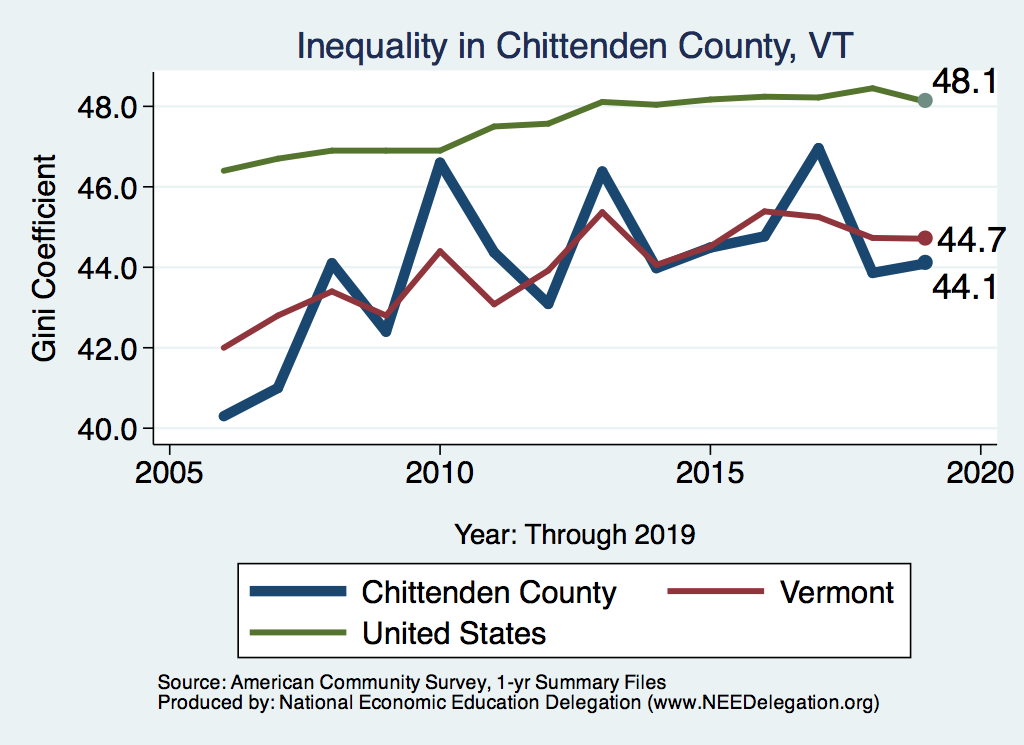 Inequality in Chittenden County, VT
48.1
48.0
46.0
44.7
44.0
44.1
42.0
40.0
Gini Coefficient
2005 2010 2015 2020
Year: Through 2019
Chittenden County Vermont
United States
Source: American Community Survey, 1-yr Summary Files
Produced by: National Economic Education Delegation (www.NEEDelegation.org)